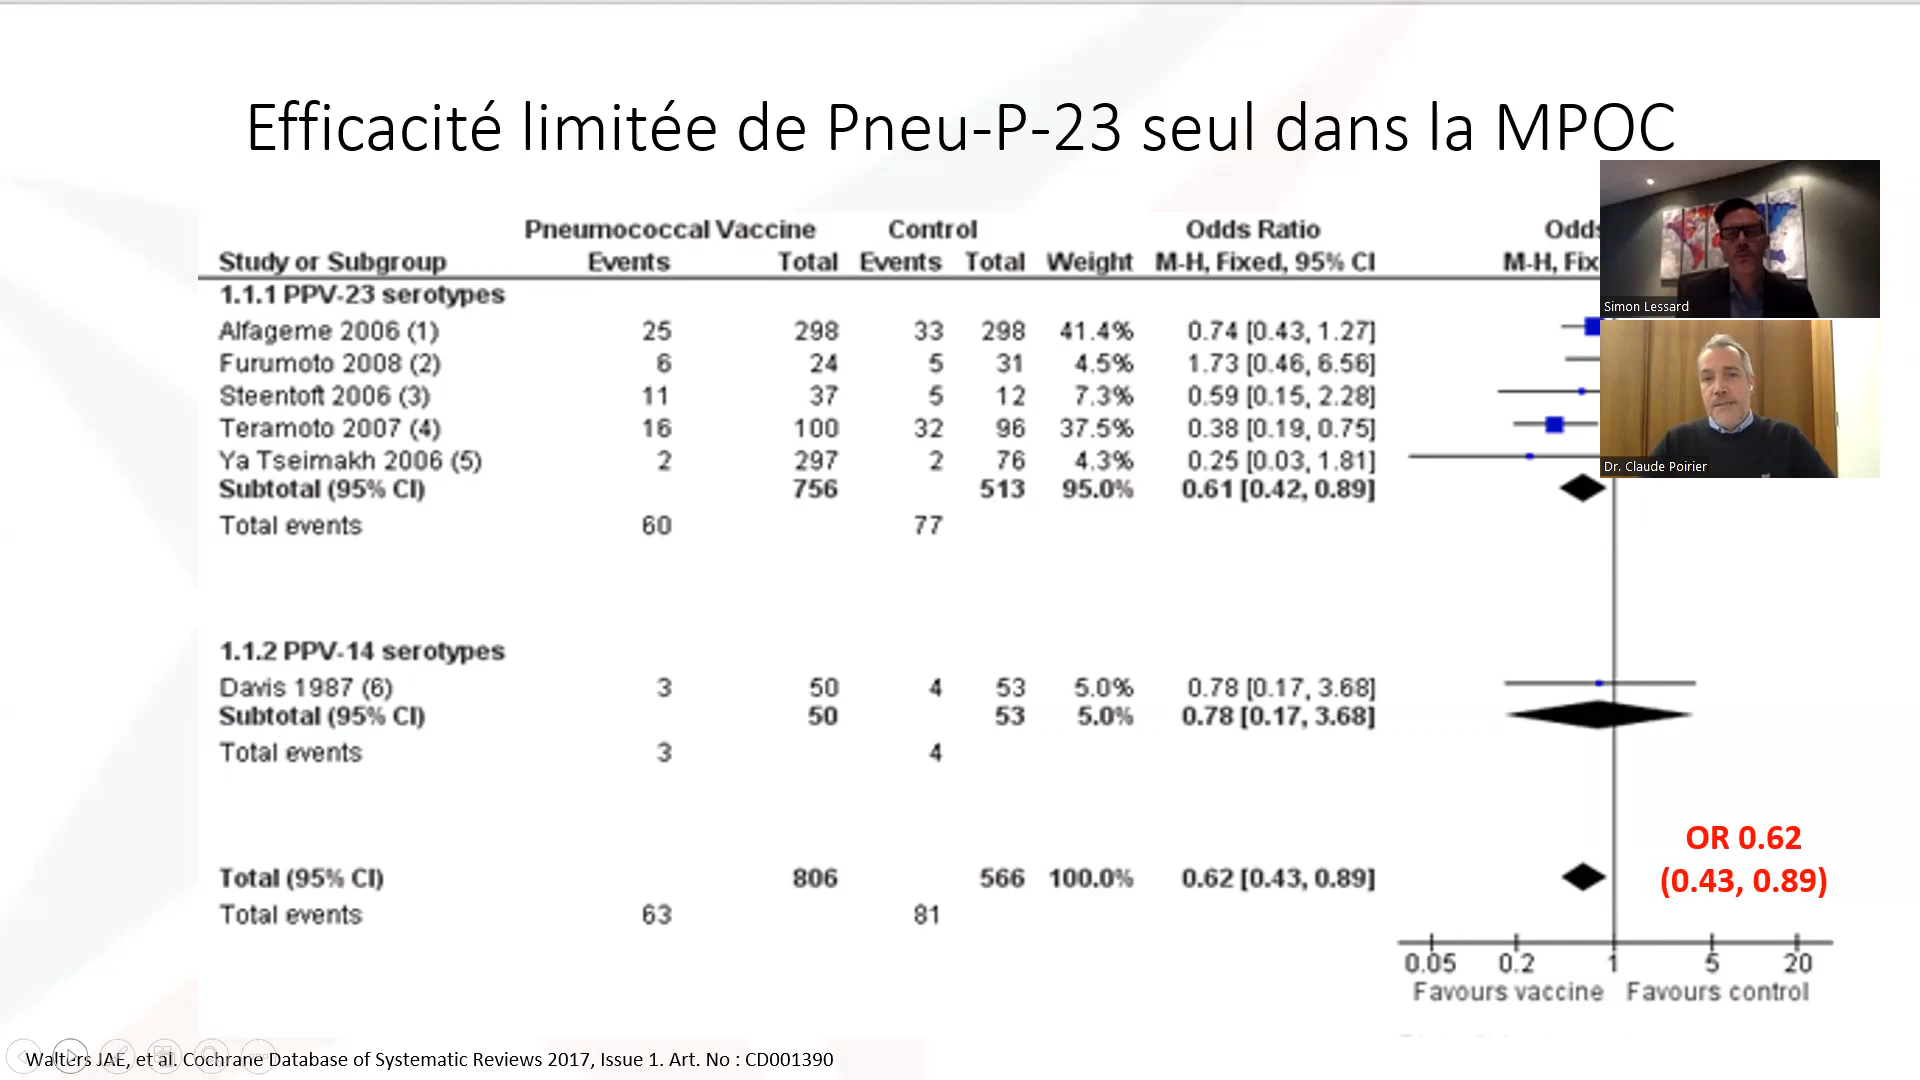 Efficacité limitée de Pneu-P-23 seul dans la MPOC
Pneumococcal Vaccine Control Odds Ratio Odds
Study or Subgroup Events Total Events Total Weight M-H, Fixed, 95% CI M-H, Fix
1.1.1 PPV-23 serotypes
Alfageme 2006 (1) 25 298 33 298 41.4% 0.74 [0.43, 1.27]
Furumoto 2008 (2) 6 24 5 31 4.5% 1.73 [0.46, 6.56]
Steentoft 2006 (3) 11 37 5 12 7.3% 0.59 [0.15, 2.28]
Teramoto 2007 (4) 16 100 32 96 37.5% 0.38 [0.19, 0.75]
Ya Tseimakh 2006 (5) 2 297 2 76 4.3% 0.25 [0.03, 1.81]
Subtotal (95% CI) 756 513 95.0% 0.61 [0.42, 0.89]
Total events 60 77
1.1.2 PPV-14 serotypes
Davis 1987 (6) 3 50 4 53 5.0% 0.78 [0.17, 3.68]
Subtotal (95% CI) 50 53 5.0% 0.78 [0.17, 3.68]
Total events 3 4
Total (95% CI) 806 566 100.0% 0.62 [0.43, 0.89]
Total events 63 81
OR 0.62
(0.43, 0.89)
0.05 0.2 1 5 20
Favours vaccine Favours control
Walters JAE, et al. Cochrane Database of Systematic Reviews 2017, Issue 1. Art. No : CD001390
Simon Lessard
Dr. Claude Poirier